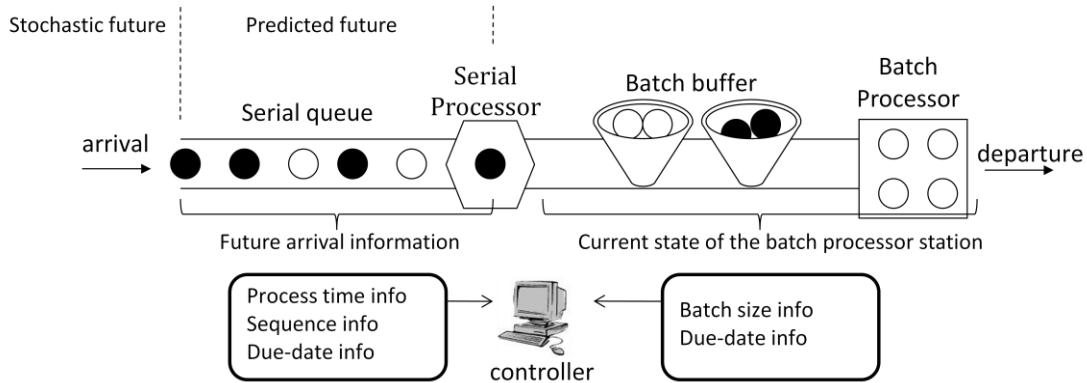 Stochastic future
Predicted future
Serial queue
Serial
Processor
Batch buffer
Batch
Processor
arrival
departure
Future arrival information
Current state of the batch processor station
Process time info
Sequence info
Due-date info
controller
Batch size info
Due-date info